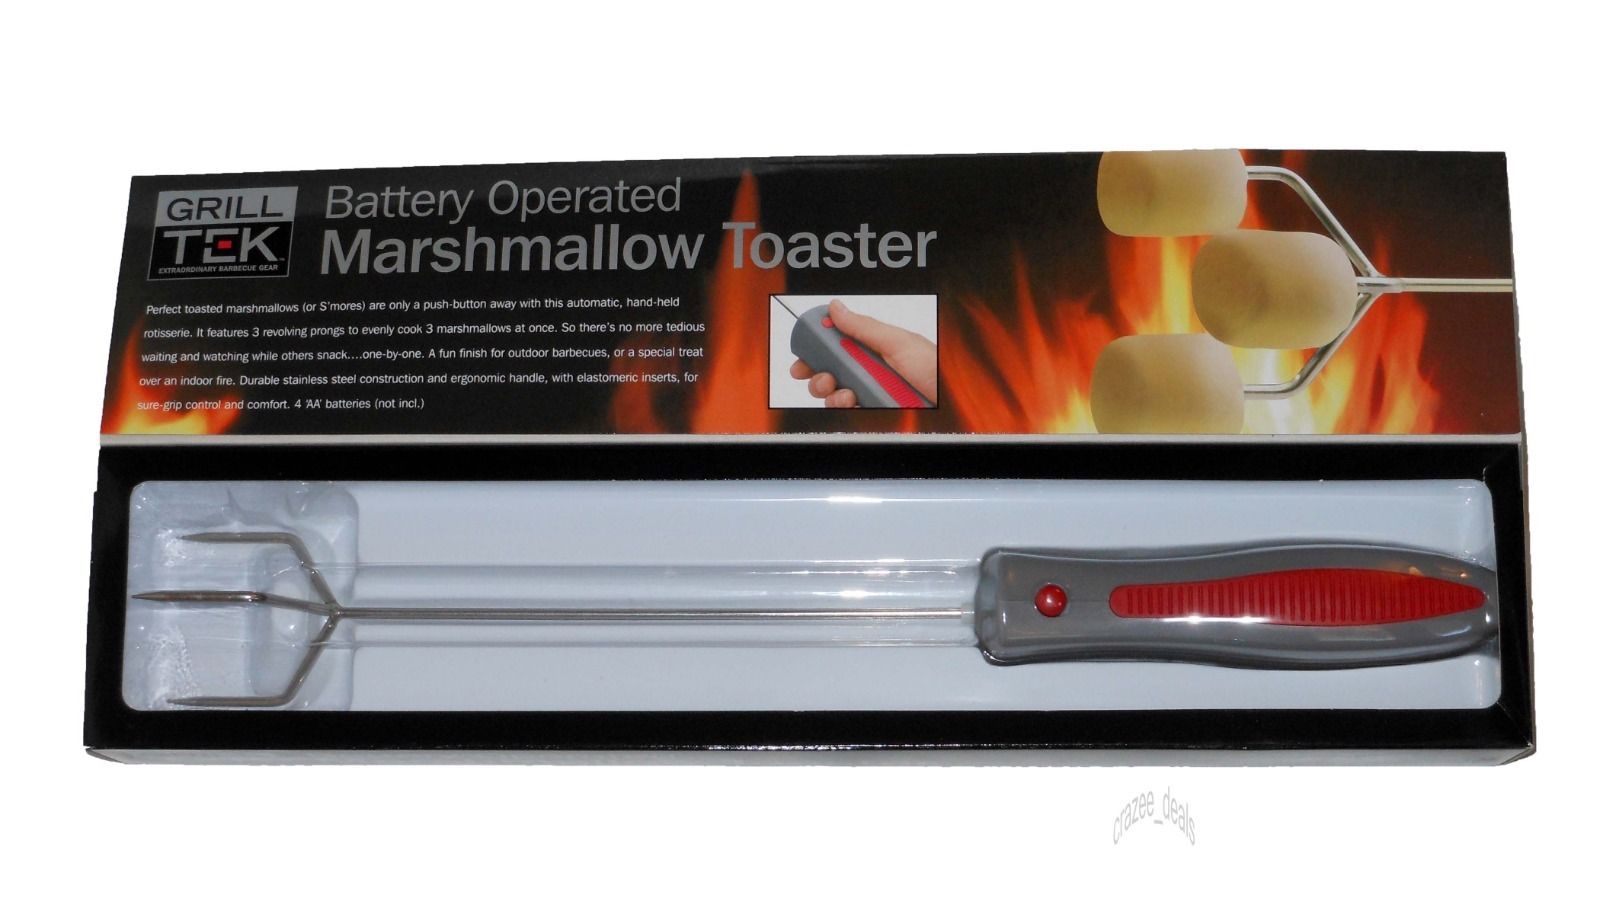 GRILL
TEK™
EXTRAORDINARY BARBECUE GEAR
Battery Operated
Marshmallow Toaster
Perfect toasted marshmallows (or S'mores) are only a push-button away with this automatic, hand-held
rotisserie. It features 3 revolving prongs to evenly cook 3 marshmallows at once. So there's no more tedious
waiting and watching while others snack....one-by-one. A fun finish for outdoor barbecues, or a special treat
over an indoor fire. Durable stainless steel construction and ergonomic handle, with elastomeric inserts, for
sure-grip control and comfort. 4 'AA' batteries (not incl.)
crazee_deals